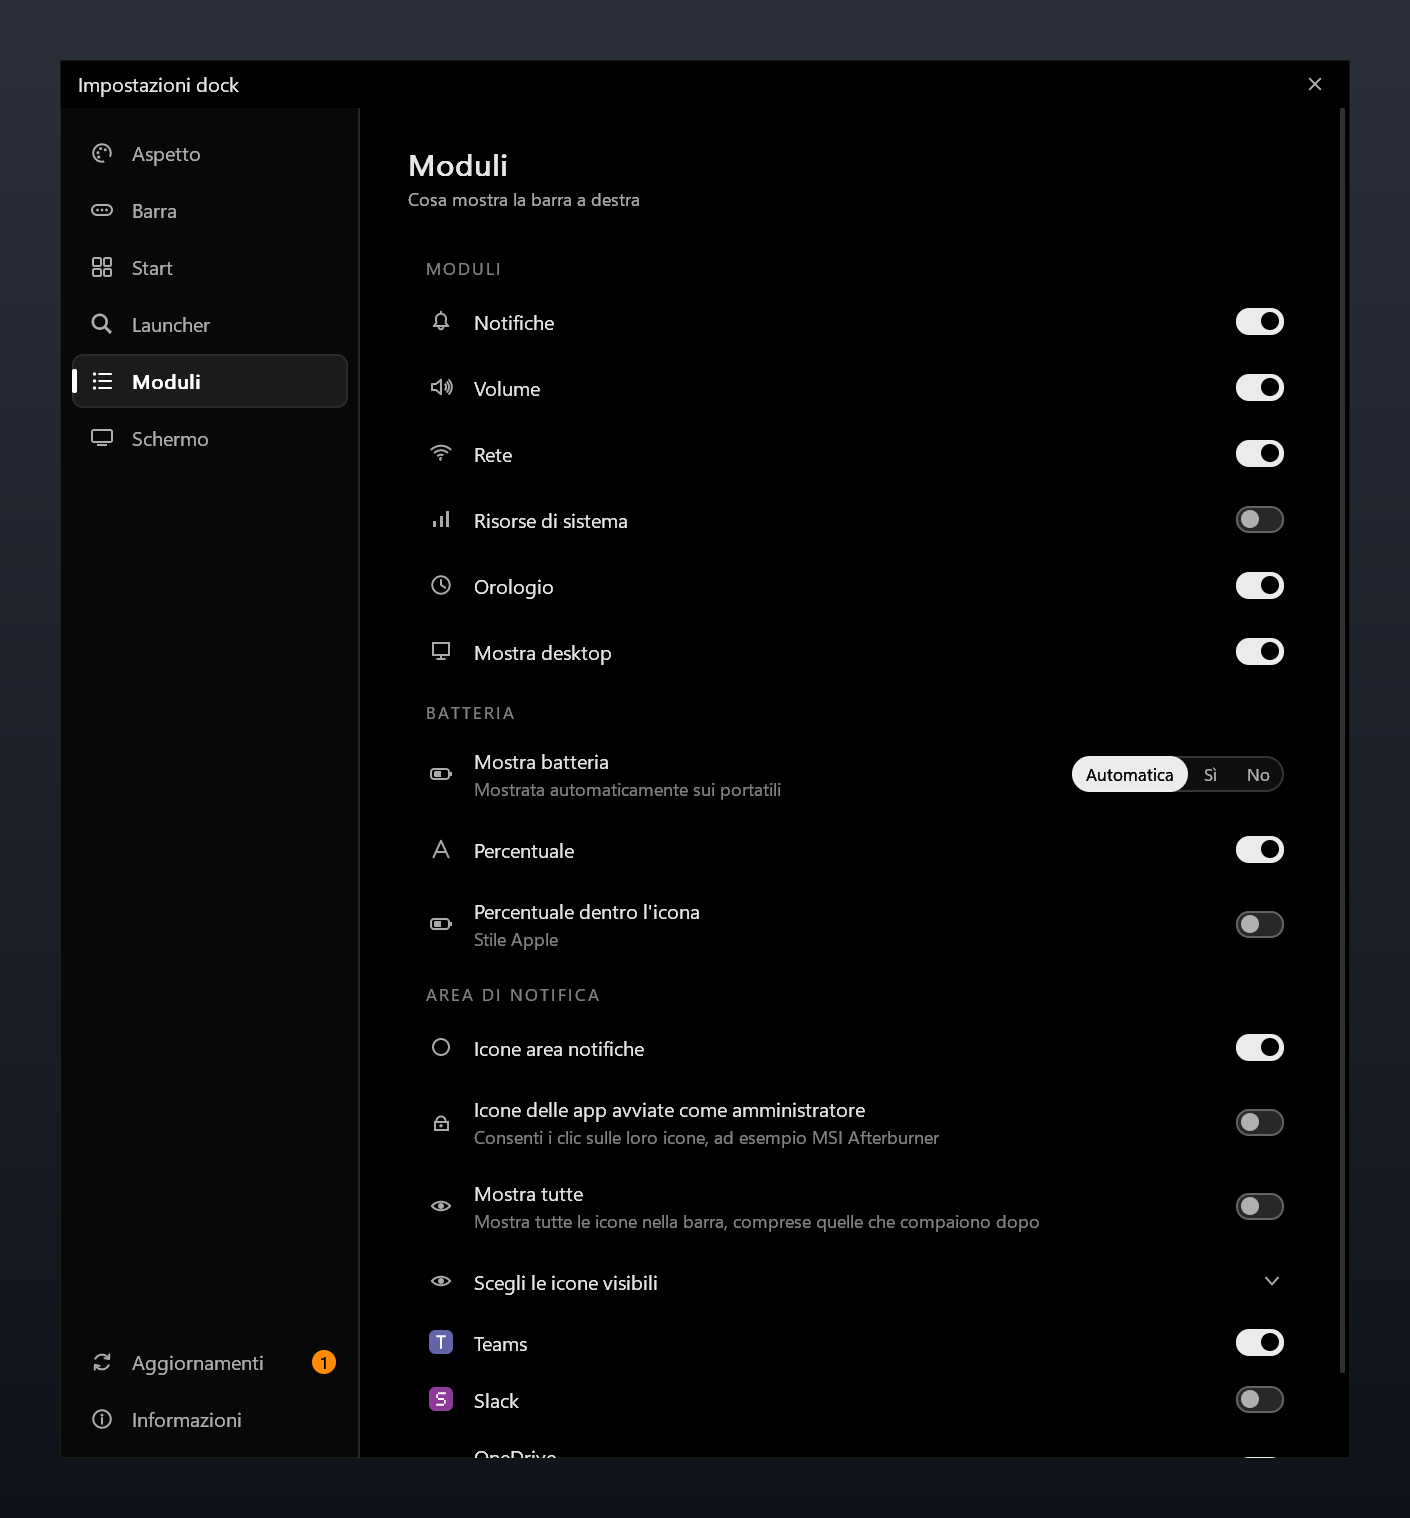 Impostazioni dock
Aspetto
Barra
Start
Launcher
Moduli
Schermo
Aggiornamenti 1
Informazioni
Moduli
Cosa mostra la barra a destra
MODULI
Notifiche
Volume
Rete
Risorse di sistema
Orologio
Mostra desktop
BATTERIA
Mostra batteria
Mostrata automaticamente sui portatili
Automatica Sì No
Percentuale
Percentuale dentro l'icona
Stile Apple
AREA DI NOTIFICA
Icone area notifiche
Icone delle app avviate come amministratore
Consenti i clic sulle loro icone, ad esempio MSI Afterburner
Mostra tutte
Mostra tutte le icone nella barra, comprese quelle che compaiono dopo
Scegli le icone visibili
T Teams
S Slack
OneDrive